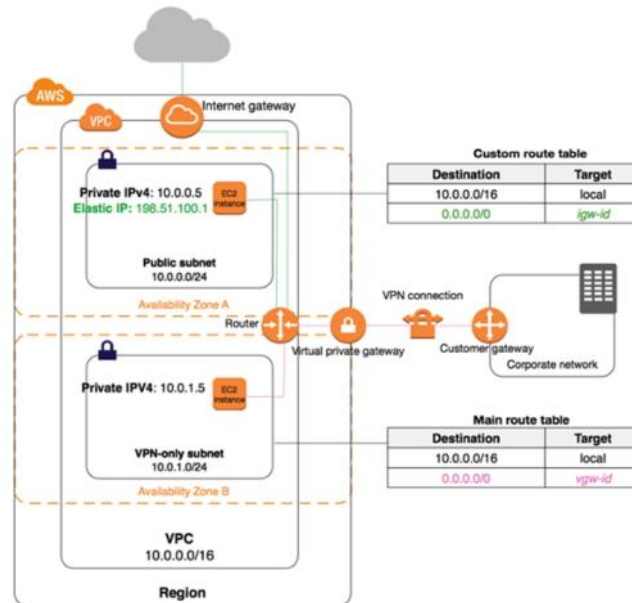 AWS
Internet gateway
VPC
Private IPv4: 10.0.0.5
Elastic IP: 198.51.100.1
EC2
instance
Public subnet
10.0.0.0/24
Availability Zone A
Custom route table
Destination Target
10.0.0.0/16 local
0.0.0.0/0 igw-id
Router
Virtual private gateway
VPN connection
Customer gateway
Corporate network
Private IPV4: 10.0.1.5
EC2
instance
VPN-only subnet
10.0.1.0/24
Availability Zone B
Main route table
Destination Target
10.0.0.0/16 local
0.0.0.0/0 vgw-id
VPC
10.0.0.0/16
Region